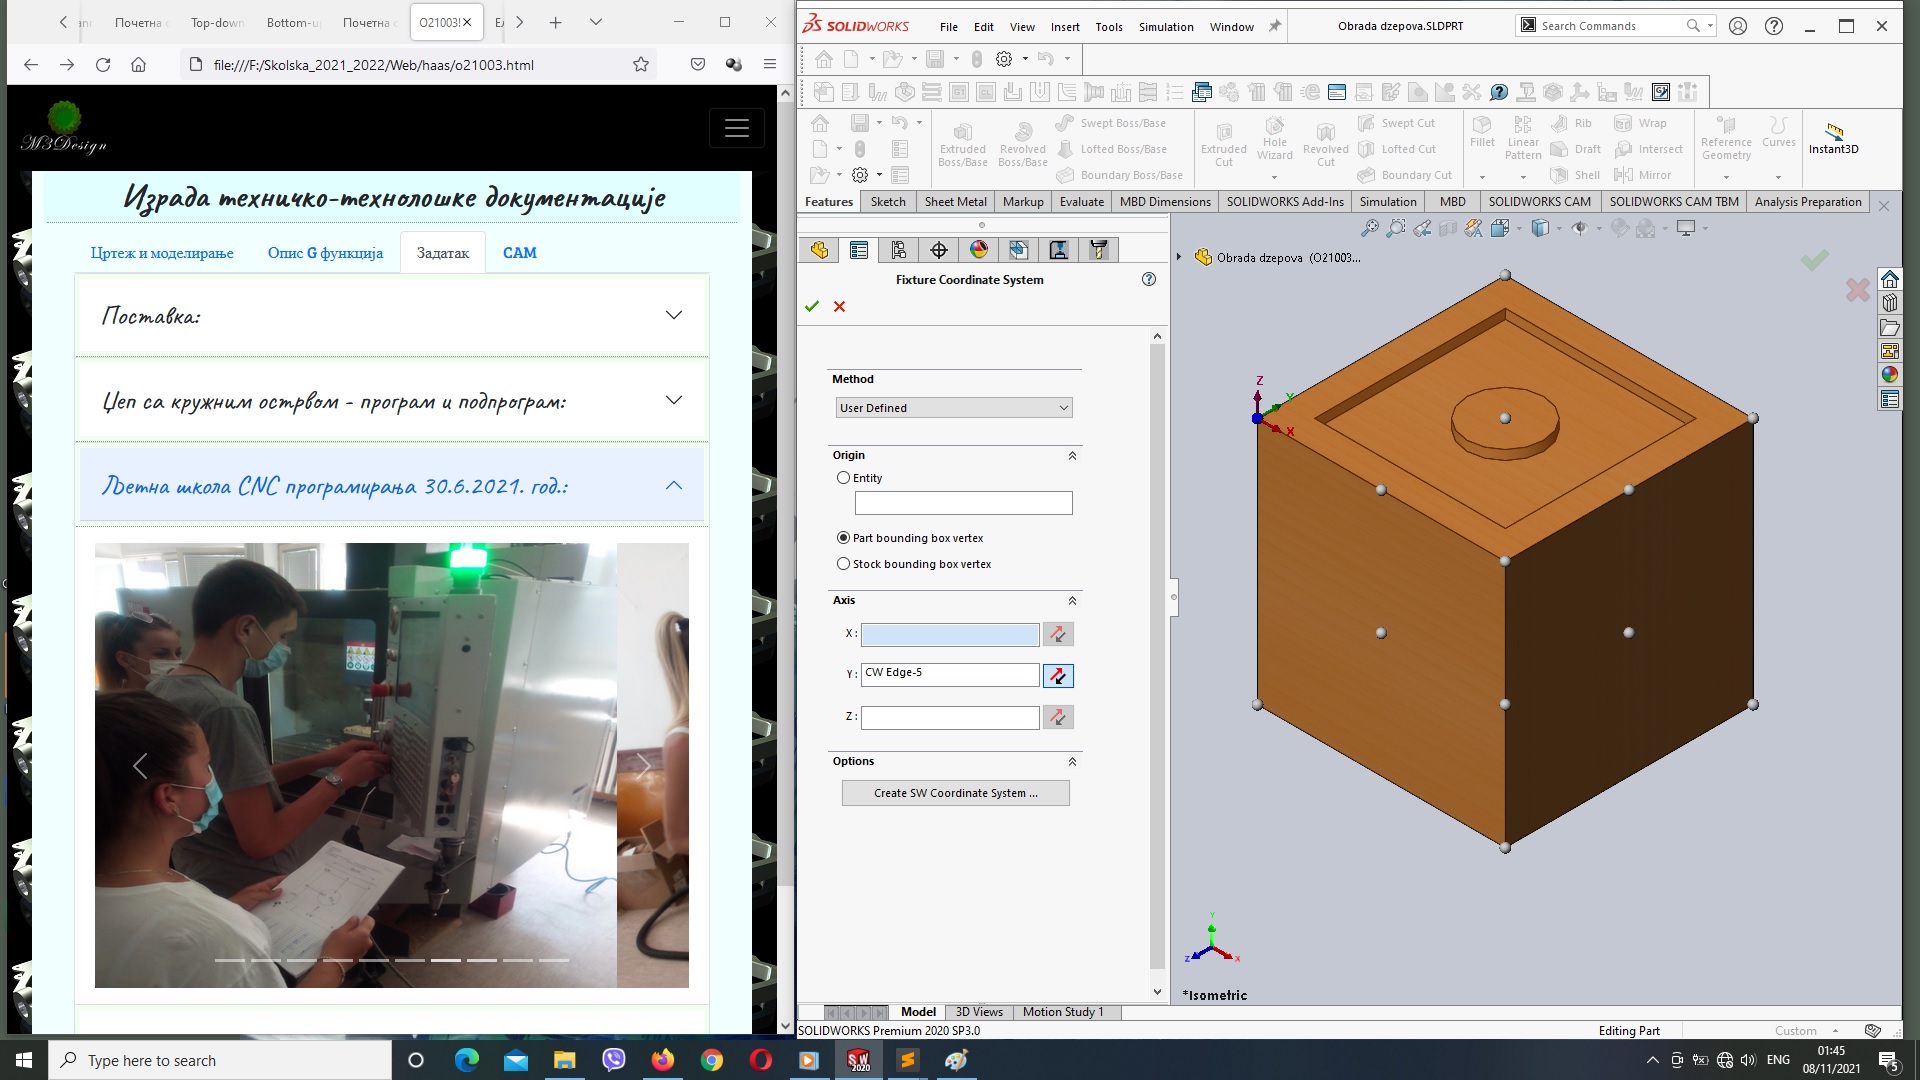 Почетна
Top-down
Bottom-u
Почетна
O21003!
file:///F:/Skolska_2021_2022/Web/haas/o21003.html
M3Design
Израда техничко-технолошке документације
Цртеж и моделирање
Опис G функција
Задатак
CAM
Поставка:
Џеп са кружним острвом - програм и подпрограм:
Љетна школа CNC програмирања 30.6.2021. год.:
SOLIDWORKS
File Edit View Insert Tools Simulation Window
Obrada dzepova.SLDPRT
Search Commands
Extruded Boss/Base
Revolved Boss/Base
Swept Boss/Base
Lofted Boss/Base
Boundary Boss/Base
Extruded Cut
Hole Wizard
Revolved Cut
Swept Cut
Lofted Cut
Boundary Cut
Fillet
Linear Pattern
Rib
Draft
Shell
Wrap
Intersect
Mirror
Reference Geometry
Curves
Instant3D
Features Sketch Sheet Metal Markup Evaluate MBD Dimensions SOLIDWORKS Add-Ins Simulation MBD SOLIDWORKS CAM SOLIDWORKS CAM TBM Analysis Preparation
Fixture Coordinate System
Method
User Defined
Origin
Entity
Part bounding box vertex
Stock bounding box vertex
Axis
X :
Y : CW Edge-5
Z :
Options
Create SW Coordinate System ...
Obrada dzepova (O21003...
Z
Y
X
Y
Z
X
*Isometric
Model 3D Views Motion Study 1
SOLIDWORKS Premium 2020 SP3.0
Editing Part
Custom
Type here to search
SW 2020
ENG
01:45
08/11/2021
5